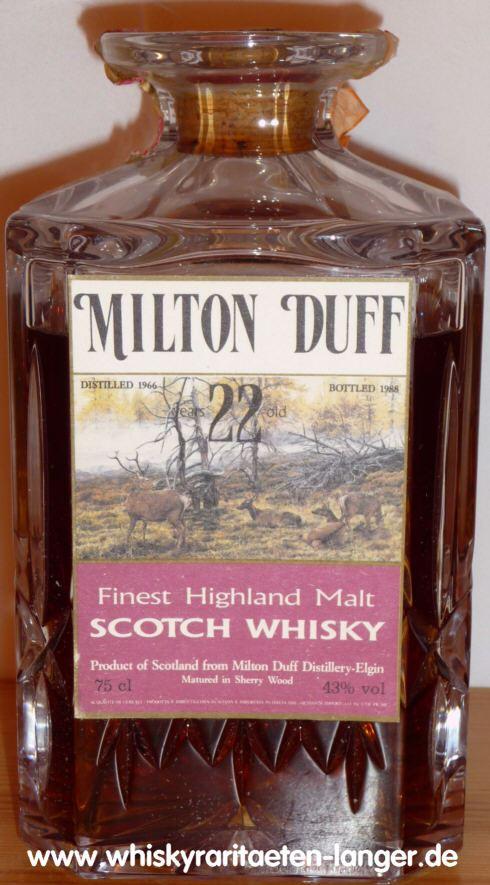 MILTON DUFF
DISTILLED 1966 BOTTLED 1988
years 22 old
Finest Highland Malt
SCOTCH WHISKY
Product of Scotland from Milton Duff Distillery-Elgin
Matured in Sherry Wood
75 cl 43% vol
www.whiskyraritaeten-langer.de